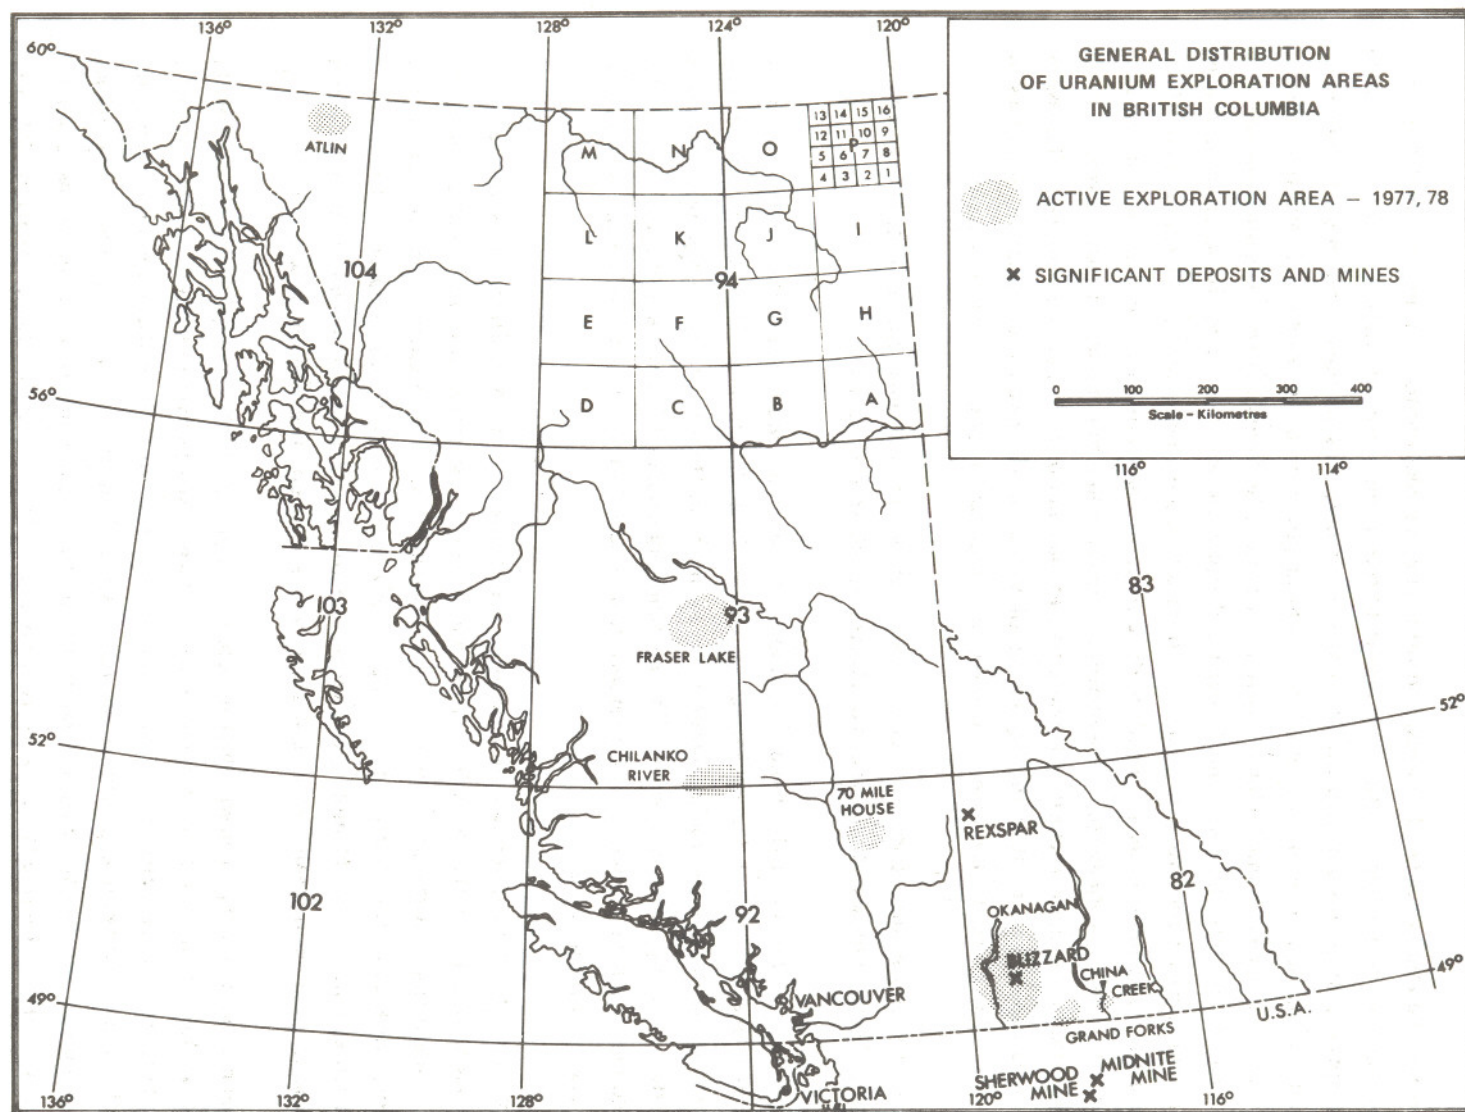 136°
132°
128°
124°
120°
60°
GENERAL DISTRIBUTION
OF URANIUM EXPLORATION AREAS
IN BRITISH COLUMBIA
ATLIN
M
N
O
13 14 15 16
12 11 10 9
P
5 6 7 8
4 3 2 1
ACTIVE EXPLORATION AREA – 1977, 78
L
K
J
I
104
94
SIGNIFICANT DEPOSITS AND MINES
E
F
G
H
0 100 200 300 400
Scale – Kilometres
56°
D
C
B
A
116°
114°
103
93
83
FRASER LAKE
52°
52°
CHILANKO
RIVER
70 MILE
HOUSE
REXSPAR
102
92
82
OKANAGAN
BLIZZARD
CHINA
CREEK
49°
49°
VANCOUVER
GRAND FORKS
U.S.A.
SHERWOOD
MINE
MIDNITE
MINE
VICTORIA
136°
132°
128°
120°
116°